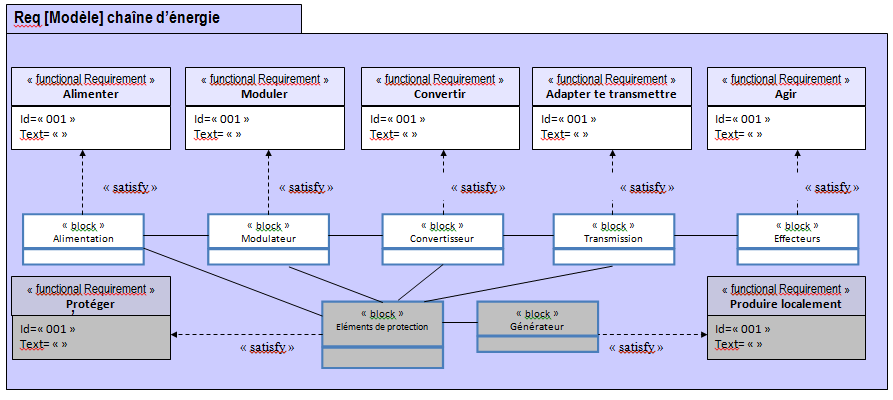 Req [Modèle] chaîne d'énergie
« functional Requirement »
Alimenter
Id=« 001 »
Text= « »
« functional Requirement »
Moduler
Id=« 001 »
Text= « »
« functional Requirement »
Convertir
Id=« 001 »
Text= « »
« functional Requirement »
Adapter te transmettre
Id=« 001 »
Text= « »
« functional Requirement »
Agir
Id=« 001 »
Text= « »
« satisfy »
« satisfy »
« satisfy »
« satisfy »
« satisfy »
« block »
Alimentation
« block »
Modulateur
« block »
Convertisseur
« block »
Transmission
« block »
Effecteurs
« functional Requirement »
Protéger
Id=« 001 »
Text= « »
« satisfy »
« block »
Eléments de protection
« block »
Générateur
« satisfy »
« functional Requirement »
Produire localement
Id=« 001 »
Text= « »